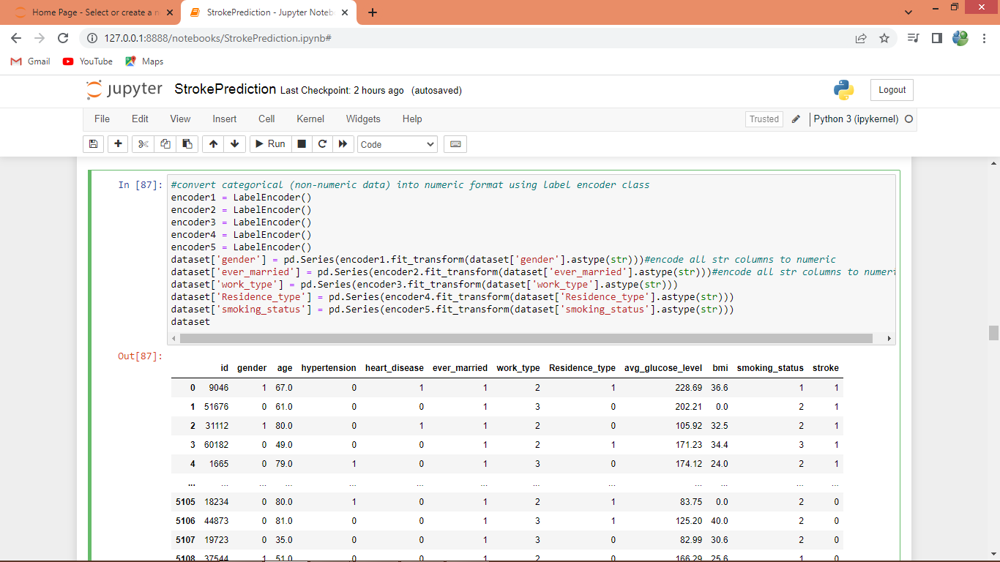 Home Page - Select or create a n
StrokePrediction - Jupyter Noteb
127.0.0.1:8888/notebooks/StrokePrediction.ipynb#
Gmail YouTube Maps
jupyter StrokePrediction Last Checkpoint: 2 hours ago (autosaved) Logout
File Edit View Insert Cell Kernel Widgets Help Trusted Python 3 (ipykernel)
Run Code
In [87]:
#convert categorical (non-numeric data) into numeric format using label encoder class
encoder1 = LabelEncoder()
encoder2 = LabelEncoder()
encoder3 = LabelEncoder()
encoder4 = LabelEncoder()
encoder5 = LabelEncoder()
dataset['gender'] = pd.Series(encoder1.fit_transform(dataset['gender'].astype(str)))#encode all str columns to numeric
dataset['ever_married'] = pd.Series(encoder2.fit_transform(dataset['ever_married'].astype(str)))#encode all str columns to numeri
dataset['work_type'] = pd.Series(encoder3.fit_transform(dataset['work_type'].astype(str)))
dataset['Residence_type'] = pd.Series(encoder4.fit_transform(dataset['Residence_type'].astype(str)))
dataset['smoking_status'] = pd.Series(encoder5.fit_transform(dataset['smoking_status'].astype(str)))
dataset
Out[87]:
id gender age hypertension heart_disease ever_married work_type Residence_type avg_glucose_level bmi smoking_status stroke
0 9046 1 67.0 0 1 1 2 1 228.69 36.6 1 1
1 51676 0 61.0 0 0 1 3 0 202.21 0.0 2 1
2 31112 1 80.0 0 1 1 2 0 105.92 32.5 2 1
3 60182 0 49.0 0 0 1 2 1 171.23 34.4 3 1
4 1665 0 79.0 1 0 1 3 0 174.12 24.0 2 1
... ... ... ... ... ... ... ... ... ... ... ... ...
5105 18234 0 80.0 1 0 1 2 1 83.75 0.0 2 0
5106 44873 0 81.0 0 0 1 3 1 125.20 40.0 2 0
5107 19723 0 35.0 0 0 1 3 0 82.99 30.6 2 0
5108 37544 1 51.0 0 0 1 2 0 166.29 25.6 1 0